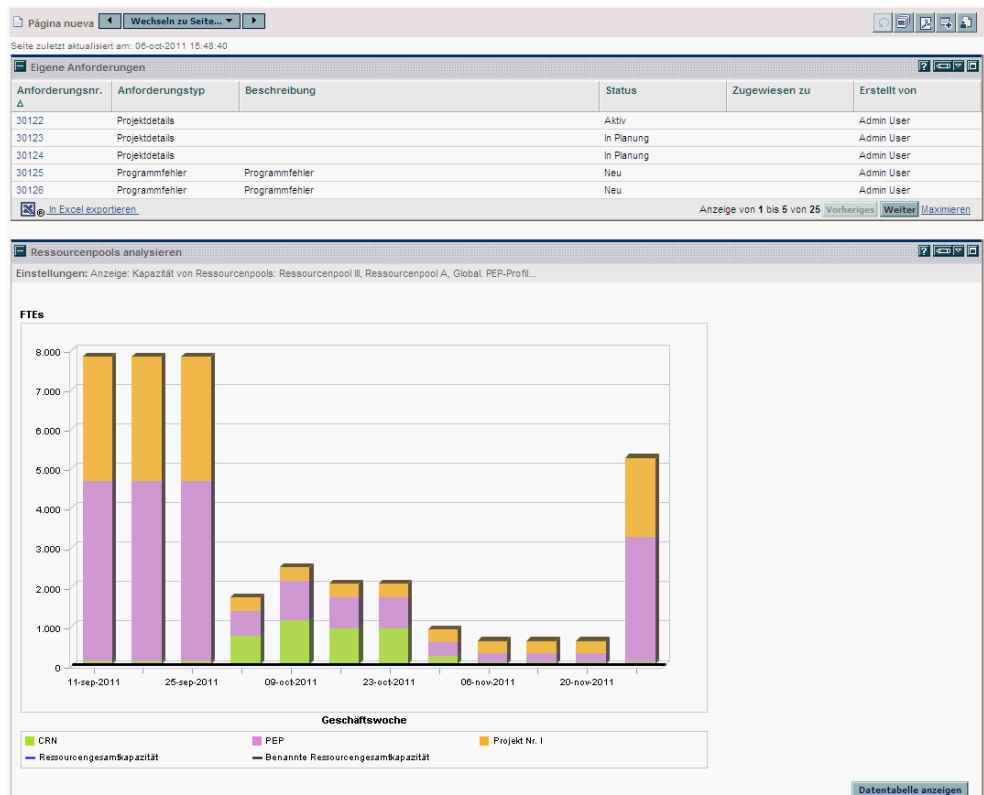 Página nueva Wechseln zu Seite...
Seite zuletzt aktualisiert am: 06-oct-2011 15:48:40
Eigene Anforderungen ?
Anforderungsnr. Anforderungstyp Beschreibung Status Zugewiesen zu Erstellt von
30122 Projektdetails Aktiv Admin User
30123 Projektdetails In Planung Admin User
30124 Projektdetails In Planung Admin User
30125 Programmfehler Programmfehler Neu Admin User
30126 Programmfehler Programmfehler Neu Admin User
® In Excel exportieren Anzeige von 1 bis 5 von 25 Vorheriges Weiter Maximieren
Ressourcenpools analysieren ?
Einstellungen: Anzeige: Kapazität von Ressourcenpools: Ressourcenpool III, Ressourcenpool A, Global. PEP-Profil...
FTEs
8.000
7.000
6.000
5.000
4.000
3.000
2.000
1.000
0
11-sep-2011 25-sep-2011 09-oct-2011 23-oct-2011 06-nov-2011 20-nov-2011
Geschäftswoche
CRN PEP Projekt Nr. I
Ressourcengesamtkapazität Benannte Ressourcengesamtkapazität
Datentabelle anzeigen